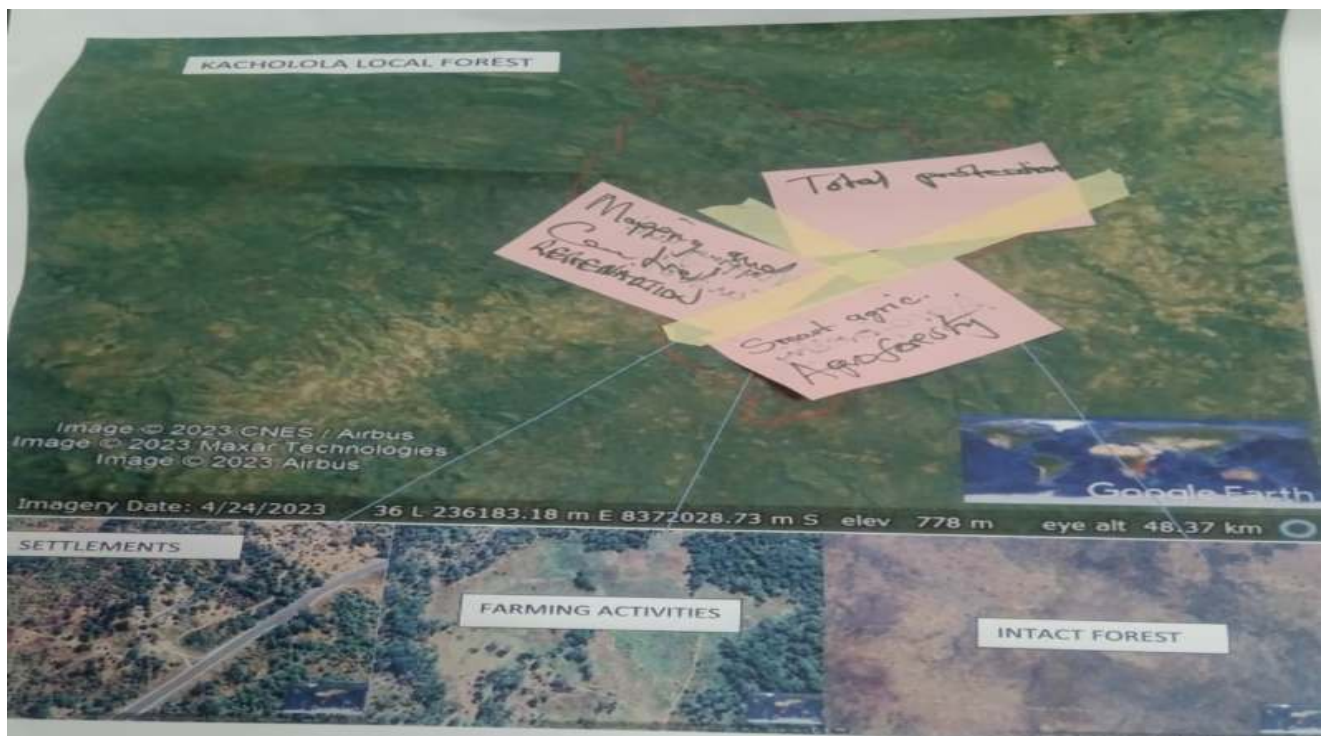 KACHOLOLA LOCAL FOREST
Total protection
Mapping and
REGENERATION
Smart agric.
Agroforestry
Image © 2023 CNES / Airbus
Image © 2023 Maxar Technologies
Image © 2023 Airbus
Google Earth
Imagery Date: 4/24/2023 36 L 236183.18 m E 8372028.73 m S elev 778 m eye alt 48.37 km
SETTLEMENTS
FARMING ACTIVITIES
INTACT FOREST